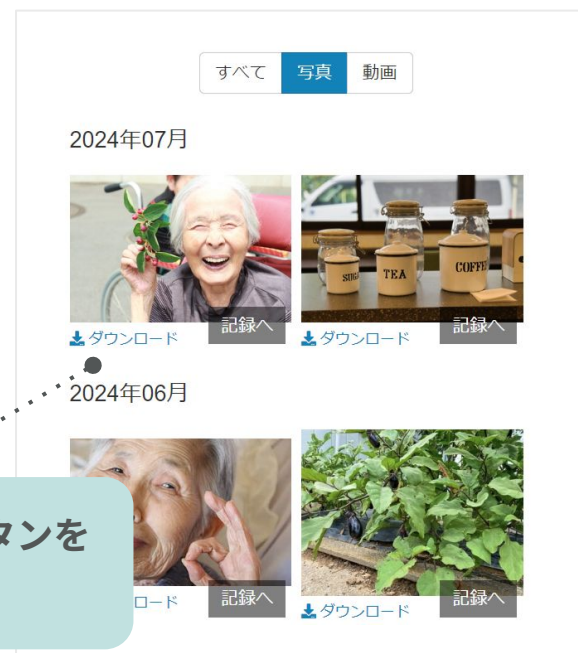 すべて 写真 動画
2024年07月
SUGA TEA COFFE
記録へ 記録へ
ダウンロード ダウンロード
2024年06月
タンを
記録へ 記録へ
ロード ダウンロード